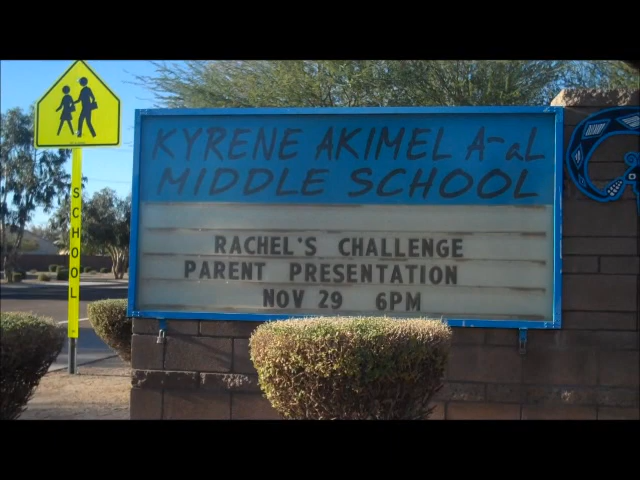 KYRENE AKIMEL A-aL
MIDDLE SCHOOL
RACHEL'S CHALLENGE
PARENT PRESENTATION
NOV 29 6PM
SCHOOL